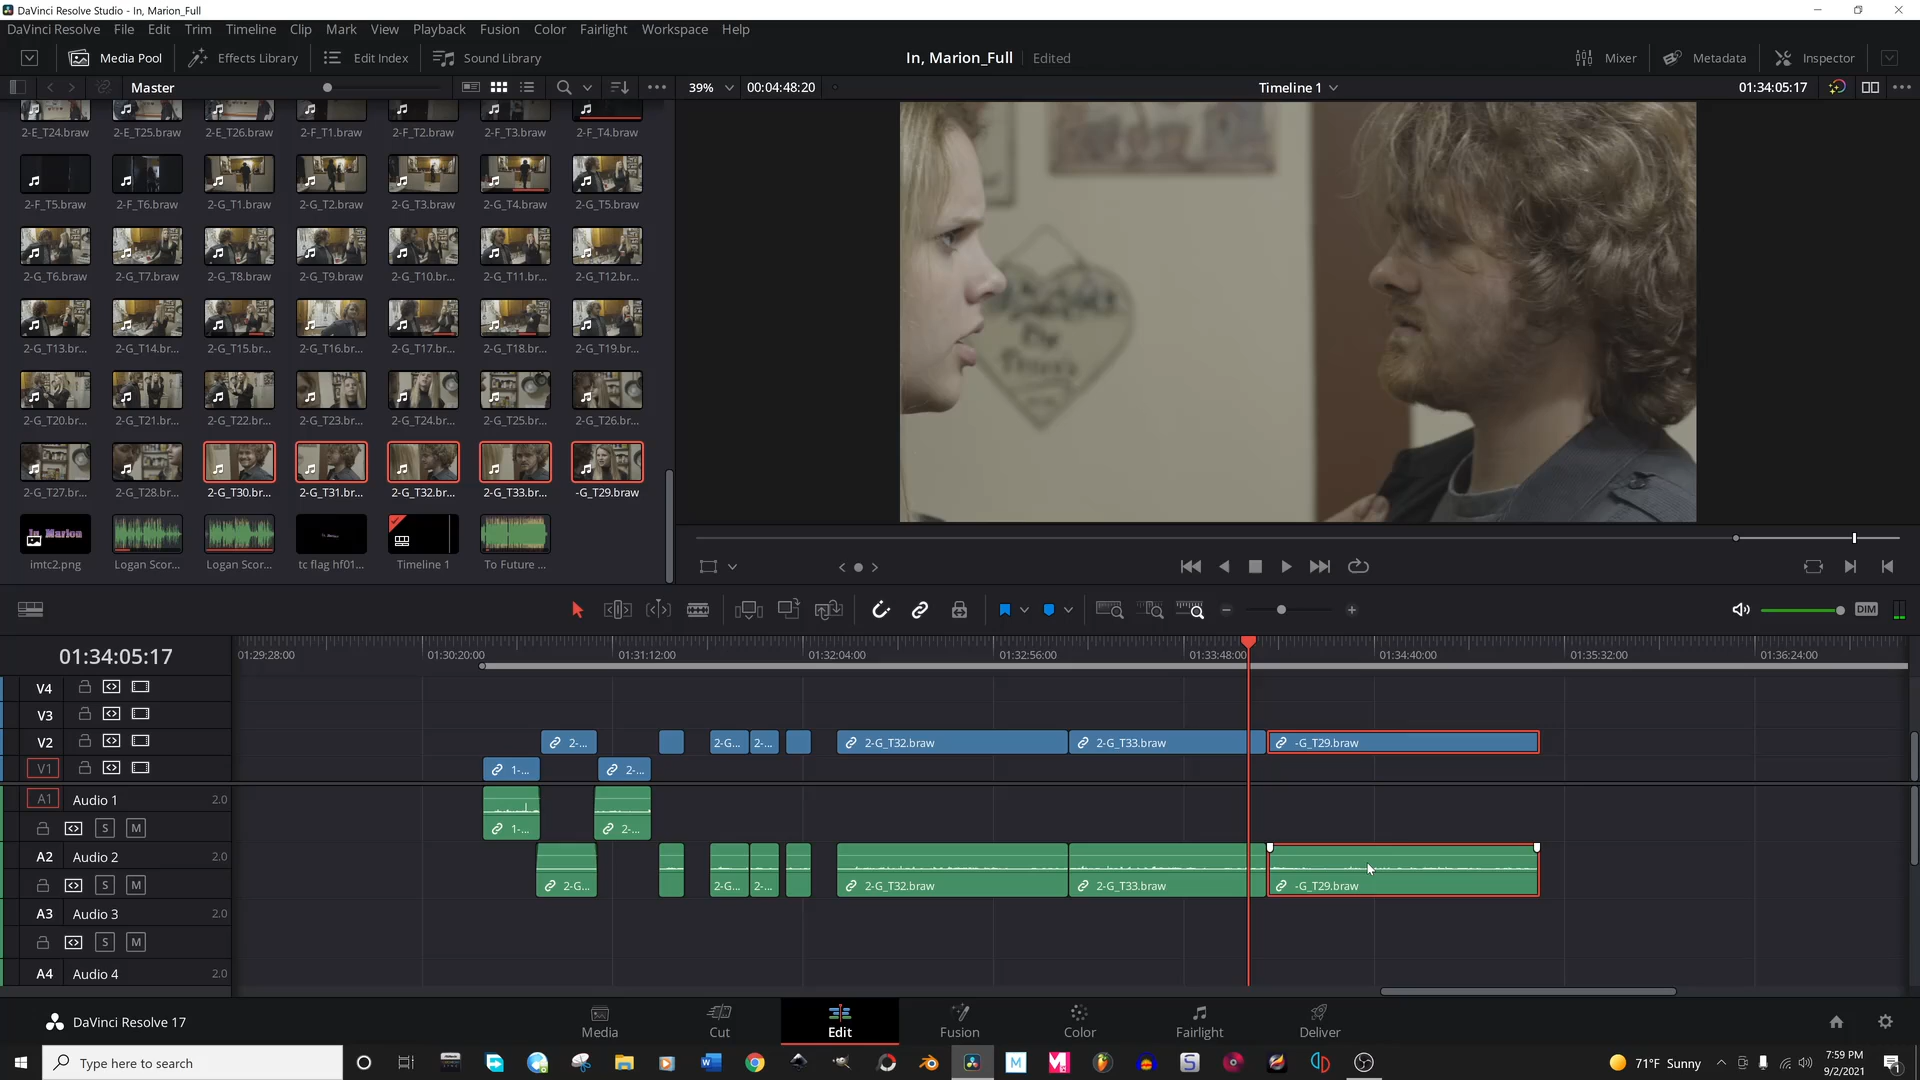 DaVinci Resolve Studio - In, Marion_Full
DaVinci Resolve File Edit Trim Timeline Clip Mark View Playback Fusion Color Fairlight Workspace Help
Media Pool Effects Library Edit Index Sound Library In, Marion_Full Edited Mixer Metadata Inspector
Master 39% 00:04:48:20 Timeline 1 01:34:05:17
2-E_T24.braw 2-E_T25.braw 2-E_T26.braw 2-F_T1.braw 2-F_T2.braw 2-F_T3.braw 2-F_T4.braw
2-F_T5.braw 2-F_T6.braw 2-G_T1.braw 2-G_T2.braw 2-G_T3.braw 2-G_T4.braw 2-G_T5.braw
2-G_T6.braw 2-G_T7.braw 2-G_T8.braw 2-G_T9.braw 2-G_T10.br... 2-G_T11.br... 2-G_T12.br...
2-G_T13.br... 2-G_T14.br... 2-G_T15.br... 2-G_T16.br... 2-G_T17.br... 2-G_T18.br... 2-G_T19.br...
2-G_T20.br... 2-G_T21.br... 2-G_T22.br... 2-G_T23.br... 2-G_T24.br... 2-G_T25.br... 2-G_T26.br...
2-G_T27.br... 2-G_T28.br... 2-G_T30.br... 2-G_T31.br... 2-G_T32.br... 2-G_T33.br... -G_T29.braw
In, Marion
imtc2.png Logan Scor... Logan Scor... tc flag hf01... Timeline 1 To Future ...
DIM
01:34:05:17 01:29:28:00 01:30:20:00 01:31:12:00 01:32:04:00 01:32:56:00 01:33:48:00 01:34:40:00 01:35:32:00 01:36:24:00
V4
V3
V2 2-... 2-G... 2-... 2-G_T32.braw 2-G_T33.braw -G_T29.braw
V1 1-... 2-...
A1 Audio 1 2.0
S M 1-... 2-...
A2 Audio 2 2.0
S M 2-G... 2-G... 2-... 2-G_T32.braw 2-G_T33.braw -G_T29.braw
A3 Audio 3 2.0
S M
A4 Audio 4 2.0
DaVinci Resolve 17 Media Cut Edit Fusion Color Fairlight Deliver
Type here to search 71°F Sunny 7:59 PM
9/2/2021